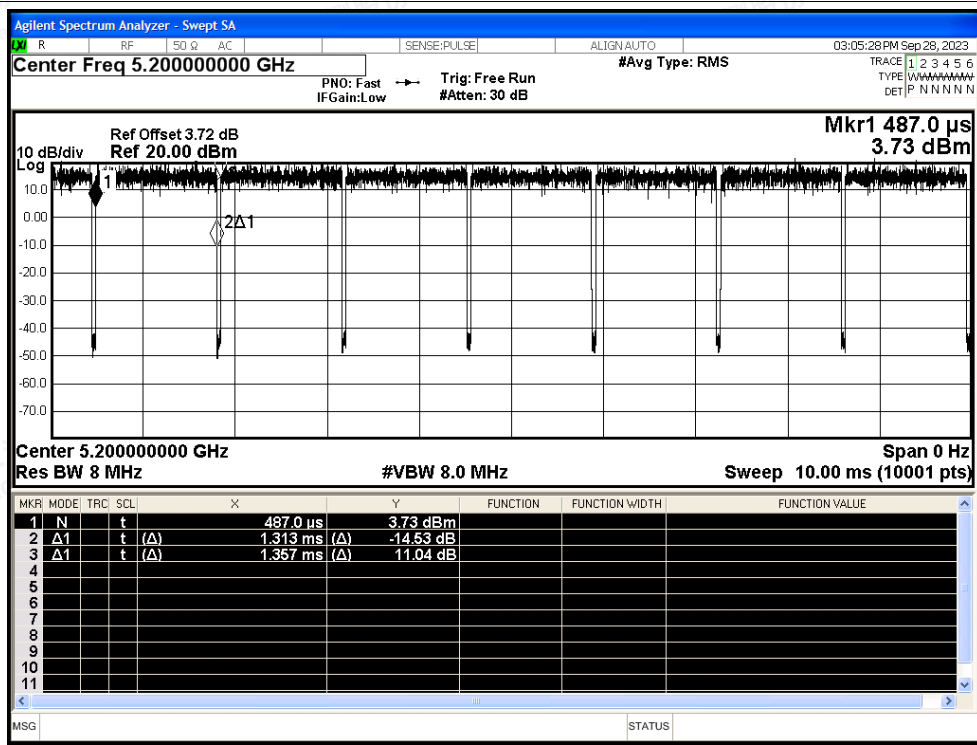 Agilent Spectrum Analyzer - Swept SA
LXI R RF 50 Ω AC SENSE:PULSE ALIGN AUTO 03:05:28 PM Sep 28, 2023
Center Freq 5.200000000 GHz
PNO: Fast
IFGain:Low
Trig: Free Run
#Atten: 30 dB
#Avg Type: RMS
TRACE 1 2 3 4 5 6
TYPE
DET P N N N N N
Mkr1 487.0 µs
3.73 dBm
Ref Offset 3.72 dB
10 dB/div Ref 20.00 dBm
Log
1
10.0
0.00
2Δ1
-10.0
-20.0
-30.0
-40.0
-50.0
-60.0
-70.0
Center 5.200000000 GHz Span 0 Hz
Res BW 8 MHz #VBW 8.0 MHz Sweep 10.00 ms (10001 pts)
MKR MODE TRC SCL X Y FUNCTION FUNCTION WIDTH FUNCTION VALUE
1 N t 487.0 µs 3.73 dBm
2 Δ1 t (Δ) 1.313 ms (Δ) -14.53 dB
3 Δ1 t (Δ) 1.357 ms (Δ) 11.04 dB
4
5
6
7
8
9
10
11
MSG STATUS